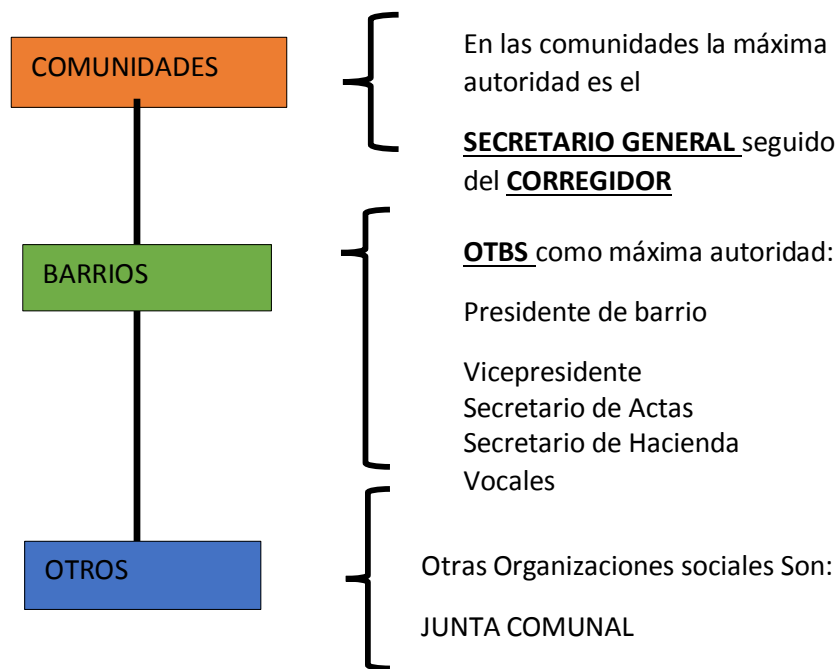 COMUNIDADES
En las comunidades la máxima
autoridad es el
SECRETARIO GENERAL seguido
del CORREGIDOR
BARRIOS
OTBS como máxima autoridad:
Presidente de barrio
Vicepresidente
Secretario de Actas
Secretario de Hacienda
Vocales
OTROS
Otras Organizaciones sociales Son:
JUNTA COMUNAL